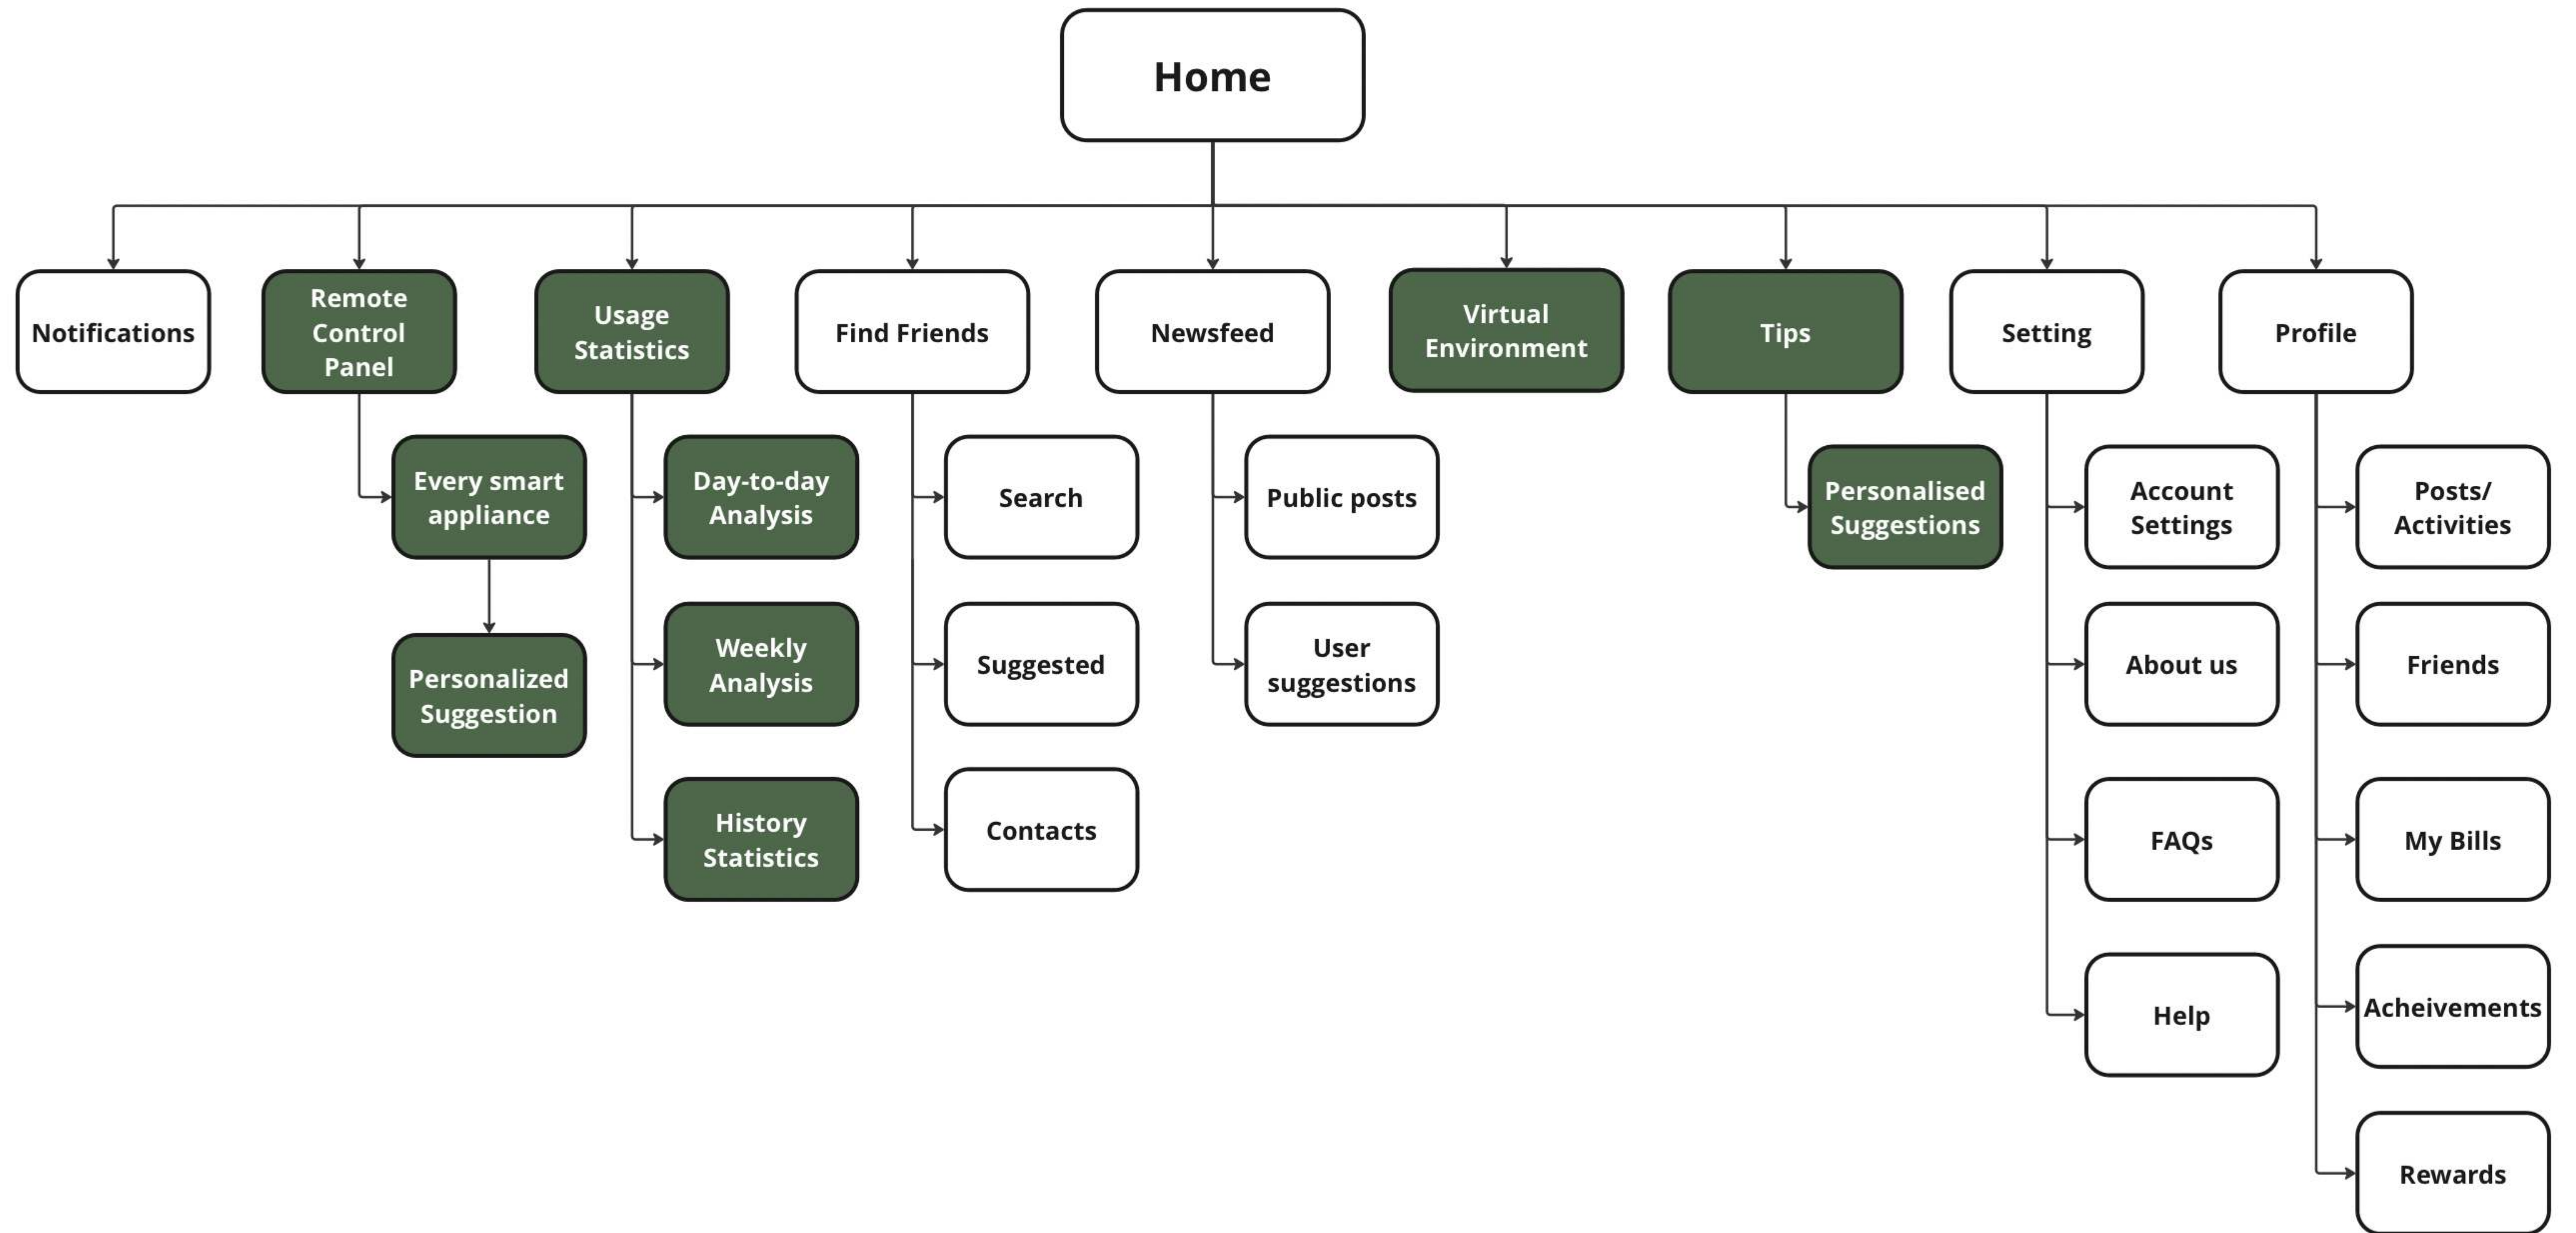 Home
Notifications
Remote
Control
Panel
Usage
Statistics
Find Friends
Newsfeed
Virtual
Environment
Tips
Setting
Profile
Every smart
appliance
Personalized
Suggestion
Day-to-day
Analysis
Weekly
Analysis
History
Statistics
Search
Suggested
Contacts
Public posts
User
suggestions
Personalised
Suggestions
Account
Settings
About us
FAQs
Help
Posts/
Activities
Friends
My Bills
Acheivements
Rewards